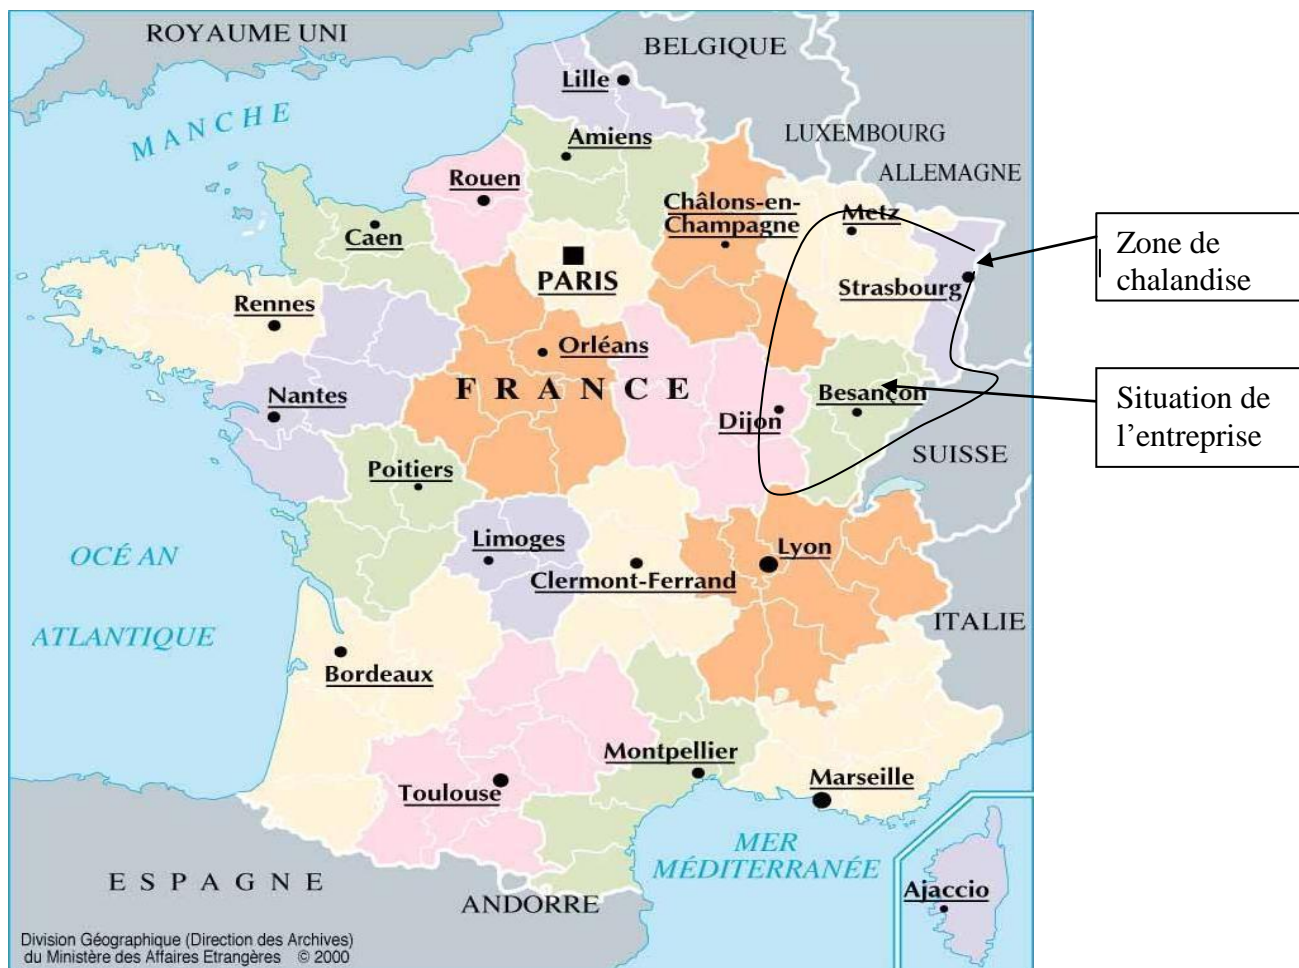 ROYAUME UNI
BELGIQUE
Lille
MANCHE
LUXEMBOURG
Amiens
ALLEMAGNE
Rouen
Châlons-en-
Champagne
Metz
Caen
PARIS
Strasbourg
Rennes
Orléans
FRANCE
Nantes
Besançon
Dijon
SUISSE
Poitiers
Limoges
Lyon
OCÉ AN
ATLANTIQUE
Clermont-Ferrand
ITALIE
Bordeaux
Montpellier
Marseille
Toulouse
MER
MÉDITERRANÉE
ESPAGNE
ANDORRE
Ajaccio
Division Géographique (Direction des Archives)
du Ministère des Affaires Etrangères © 2000
Zone de
chalandise
Situation de
l’entreprise